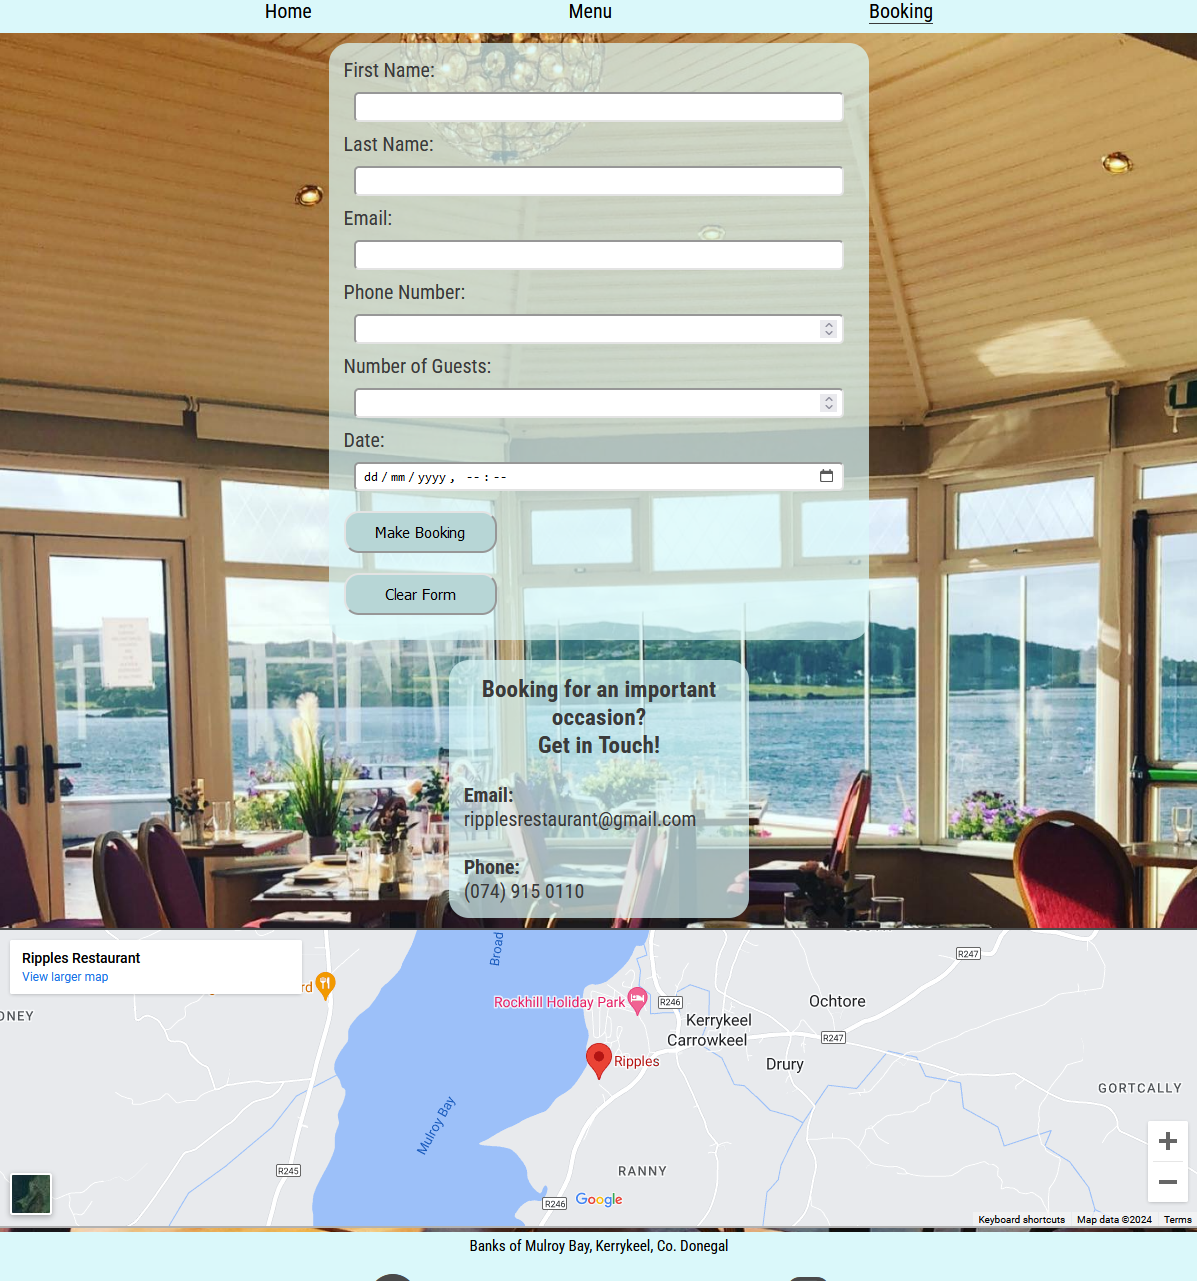 Home Menu Booking
First Name:
Last Name:
Email:
Phone Number:
Number of Guests:
Date:
dd/mm/yyyy, --:--
Make Booking
Clear Form
Booking for an important
occasion?
Get in Touch!
Email:
ripplesrestaurant@gmail.com
Phone:
(074) 915 0110
Ripples Restaurant
View larger map
rd
Broad
R247
Rockhill Holiday Park
R246
Ochtore
ONEY
Kerrykeel
Carrowkeel
R247
Ripples
Drury
GORTCALLY
Mulroy Bay
R245
RANNY
R246
Google
Keyboard shortcuts Map data ©2024 Terms
Banks of Mulroy Bay, Kerrykeel, Co. Donegal